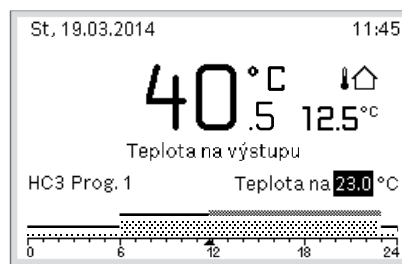 St, 19.03.2014 11:45
40.5 °C 12.5°C
Teplota na výstupu
HC3 Prog. 1 Teplota na 23.0 °C
0 6 12 18 24